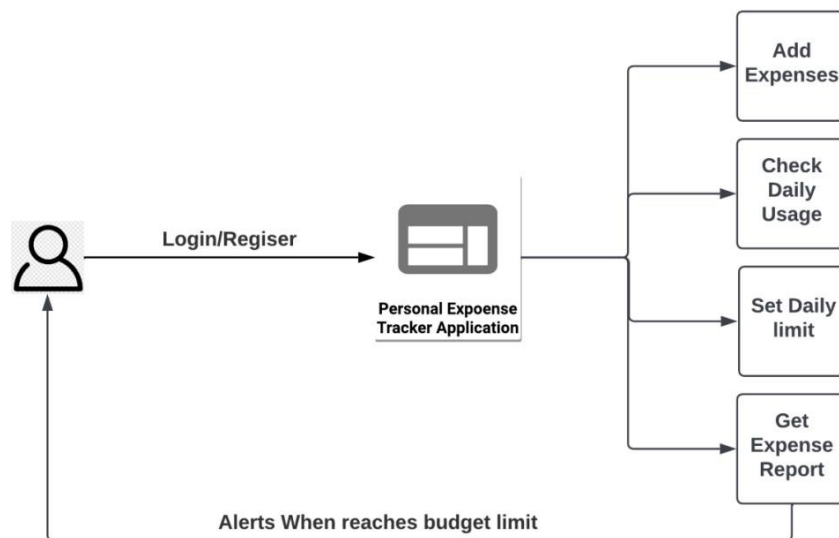 Add
Expenses
Check
Daily
Usage
Login/Regiser
Set Daily
limit
Personal Expoense
Tracker Application
Get
Expense
Report
Alerts When reaches budget limit